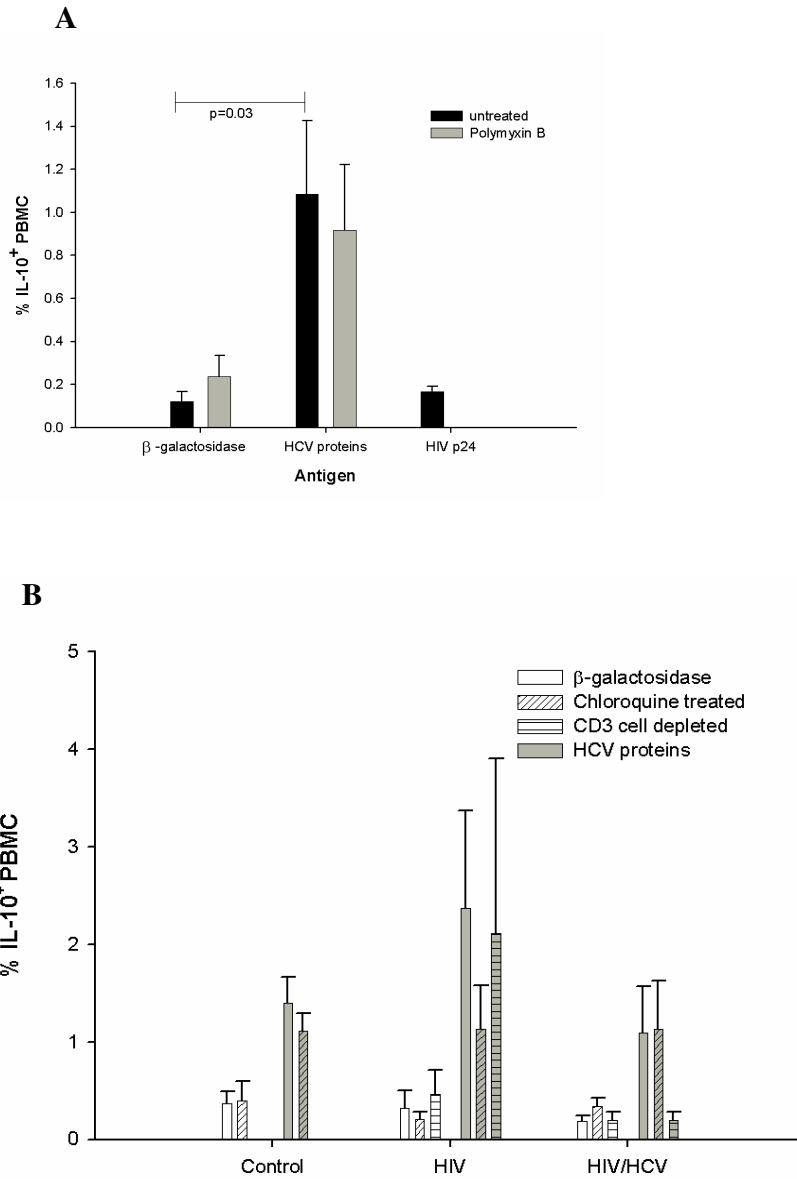 A
1.6
1.4
1.2
1.0
0.8
0.6
0.4
0.2
0.0
% IL-10+ PBMC
p=0.03
untreated
Polymyxin B
β -galactosidase HCV proteins HIV p24
Antigen
B
5
4
3
2
1
0
% IL-10+ PBMC
β-galactosidase
Chloroquine treated
CD3 cell depleted
HCV proteins
Control HIV HIV/HCV